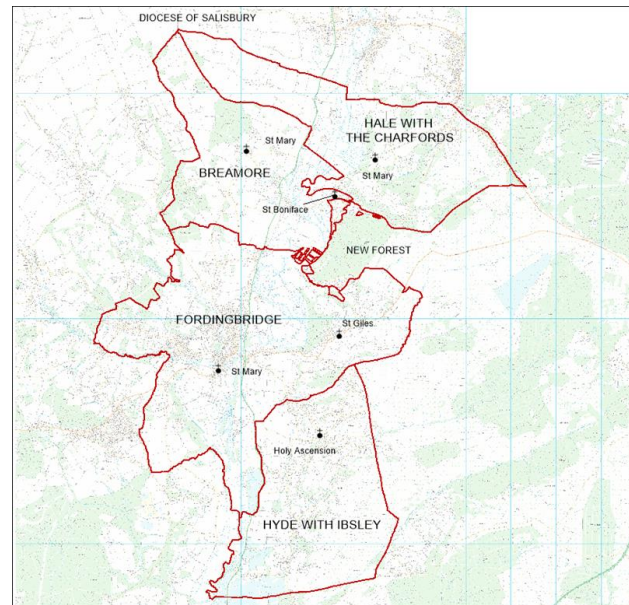 DIOCESE OF SALISBURY
HALE WITH
THE CHARFORDS
St Mary
St Mary
BREAMORE
St Boniface
NEW FOREST
FORDINGBRIDGE
St Giles
St Mary
Holy Ascension
HYDE WITH IBSLEY